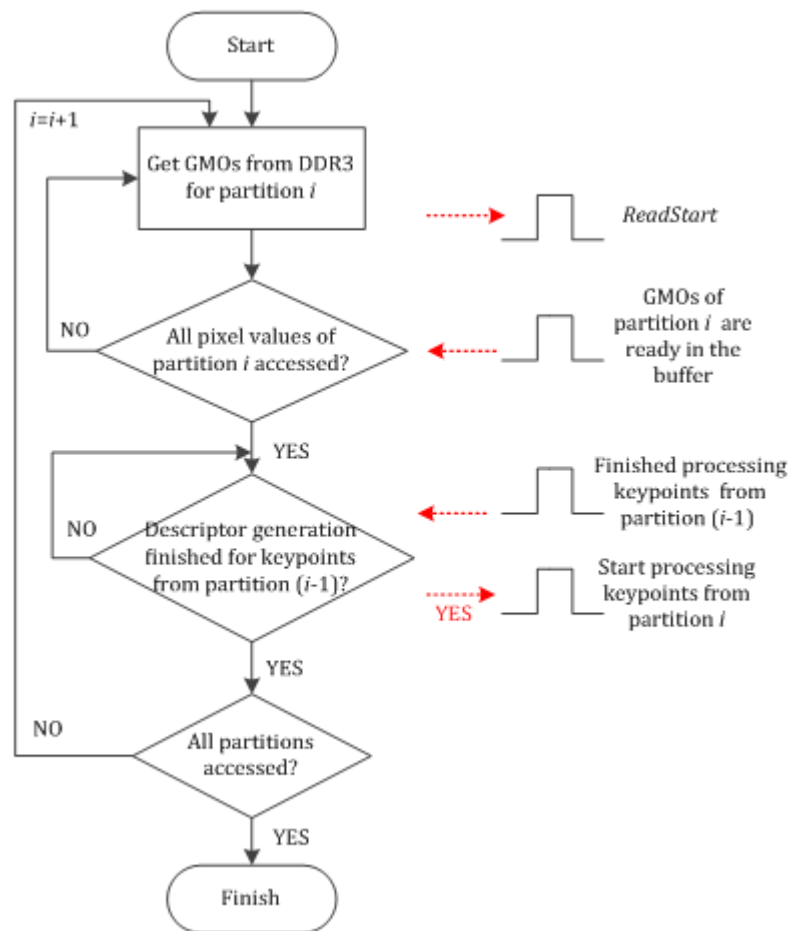 Start
i=i+1
Get GMOs from DDR3
for partition i
ReadStart
NO
All pixel values of
partition i accessed?
GMOs of
partition i are
ready in the
buffer
YES
NO
Descriptor generation
finished for keypoints
from partition (i-1)?
Finished processing
keypoints from
partition (i-1)
YES
Start processing
keypoints from
partition i
YES
NO
All partitions
accessed?
YES
Finish